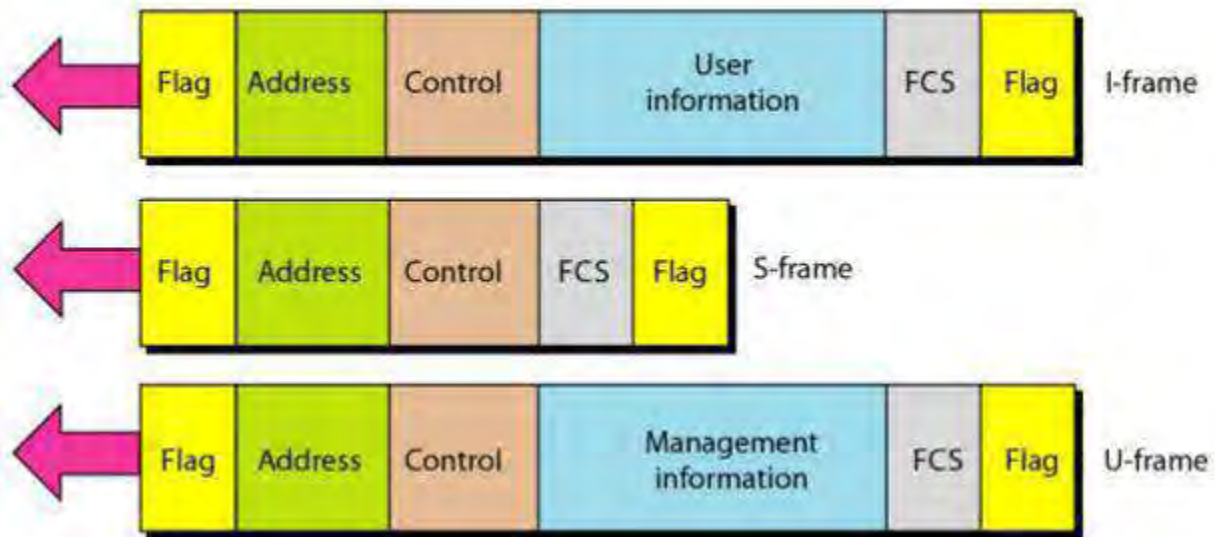 Flag Address Control User information FCS Flag I-frame
Flag Address Control FCS Flag S-frame
Flag Address Control Management information FCS Flag U-frame